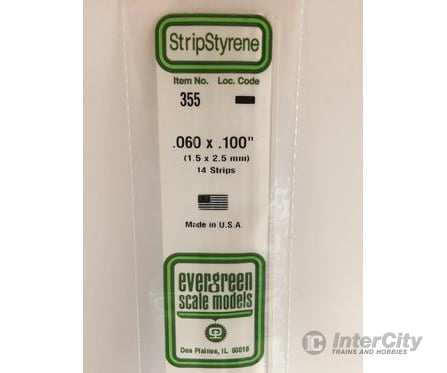 StripStyrene
Item No. Loc. Code
355
.060 x .100"
(1.5 x 2.5 mm)
14 Strips
Made in U.S.A.
evergreen
scale models
Des Plaines, IL 60018
IC InterCity
TRAINS AND HOBBIES